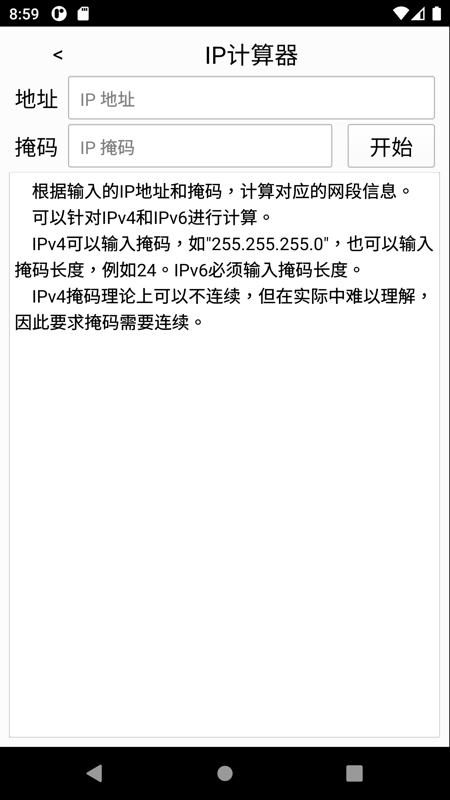 8:59
< IP计算器
地址 IP 地址
掩码 IP 掩码 开始
根据输入的IP地址和掩码，计算对应的网段信息。
可以针对IPv4和IPv6进行计算。
IPv4可以输入掩码，如"255.255.255.0"，也可以输入
掩码长度，例如24。IPv6必须输入掩码长度。
IPv4掩码理论上可以不连续，但在实际中难以理解，
因此要求掩码需要连续。